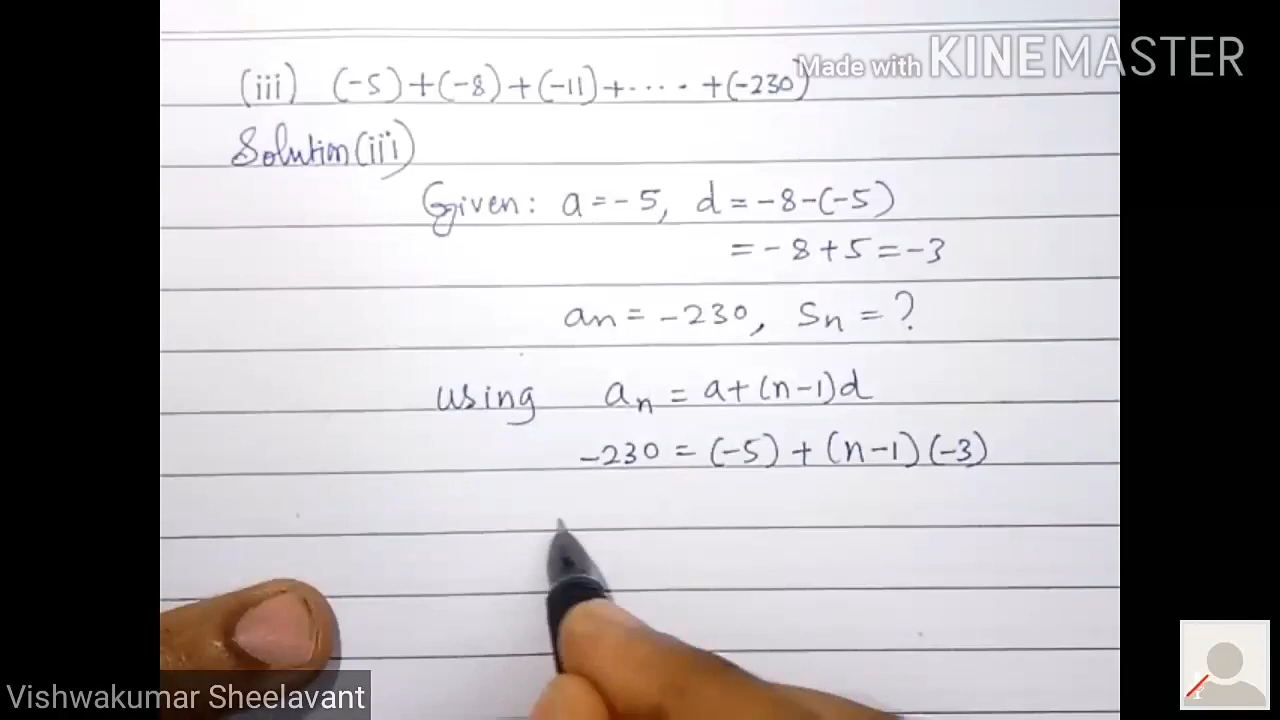 Made with KINEMASTER
(iii) (-5)+(-8)+(-11)+.....+(-230)
Solution(iii)
Given: a=-5, d=-8-(-5)
=-8+5=-3
an=-230, Sn=?
using an=a+(n-1)d
-230=(-5)+(n-1)(-3)
Vishwakumar Sheelavant